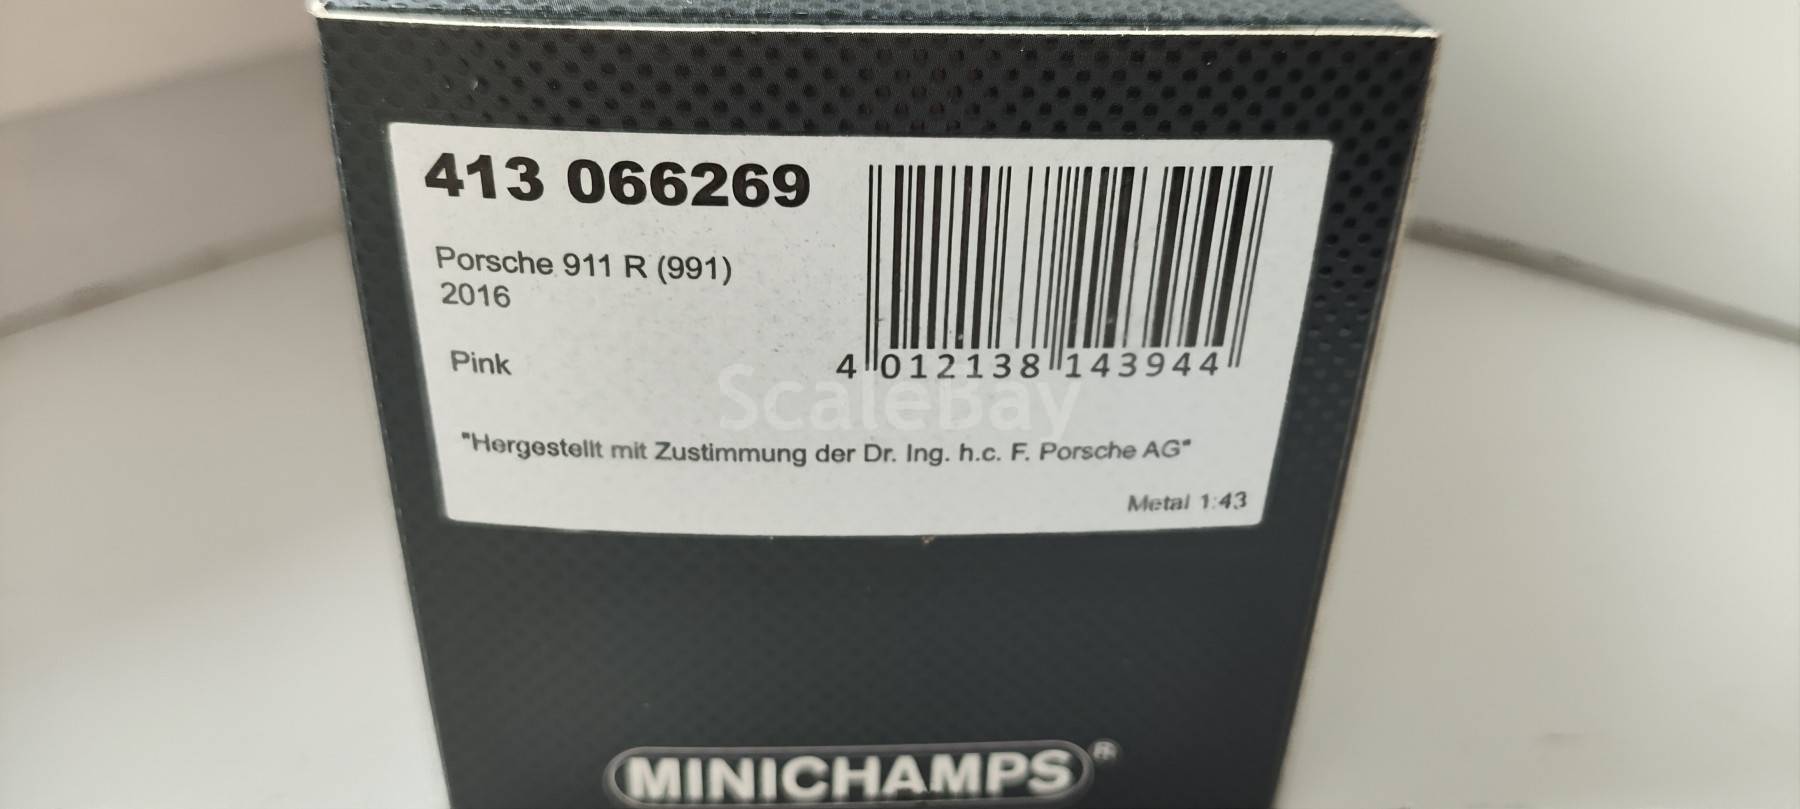 413 066269
Porsche 911 R (991)
2016
Pink
4 012138 143944
ScaleBay
"Hergestellt mit Zustimmung der Dr. Ing. h.c. F. Porsche AG"
Metal 1:43
MINICHAMPS®